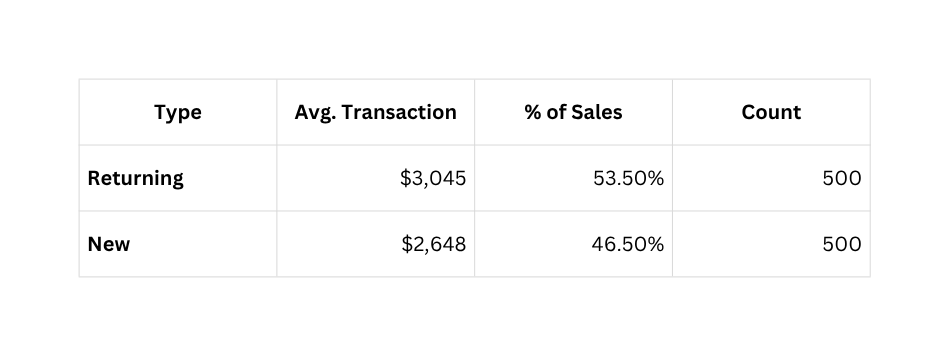 Type Avg. Transaction % of Sales Count
Returning $3,045 53.50% 500
New $2,648 46.50% 500